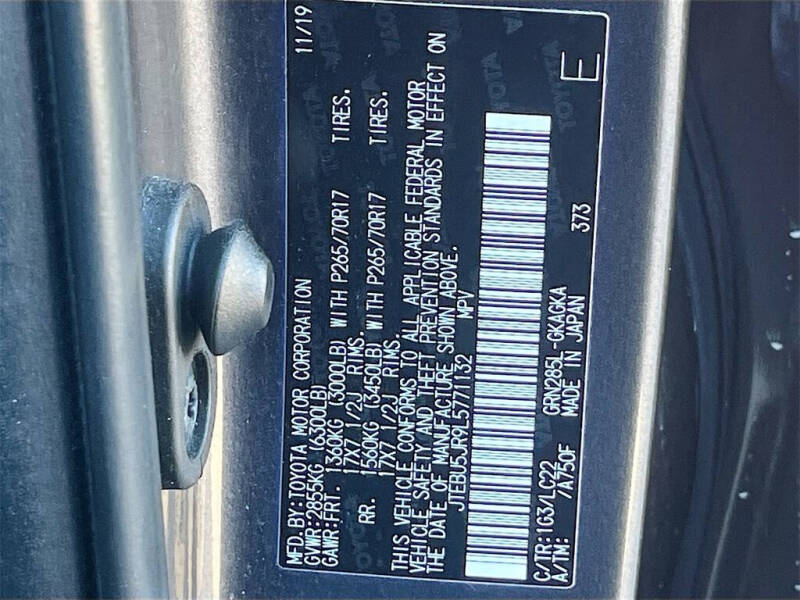 MFD. BY: TOYOTA MOTOR CORPORATION 11/19
GVWR: 2855KG (6300LB)
GAWR: FRT. 1360KG (3000LB) WITH P265/70R17 TIRES.
17X7 1/2J RIMS.
RR. 1560KG (3450LB) WITH P265/70R17 TIRES.
17X7 1/2J RIMS.
THIS VEHICLE CONFORMS TO ALL APPLICABLE FEDERAL MOTOR
VEHICLE SAFETY AND THEFT PREVENTION STANDARDS IN EFFECT ON
THE DATE OF MANUFACTURE SHOWN ABOVE.
JTEBU5JR9L5771132 MPV
C/TR: 1G3/LC22 GRN285L-GKAGKA
A/TM: /A750F MADE IN JAPAN 373
E